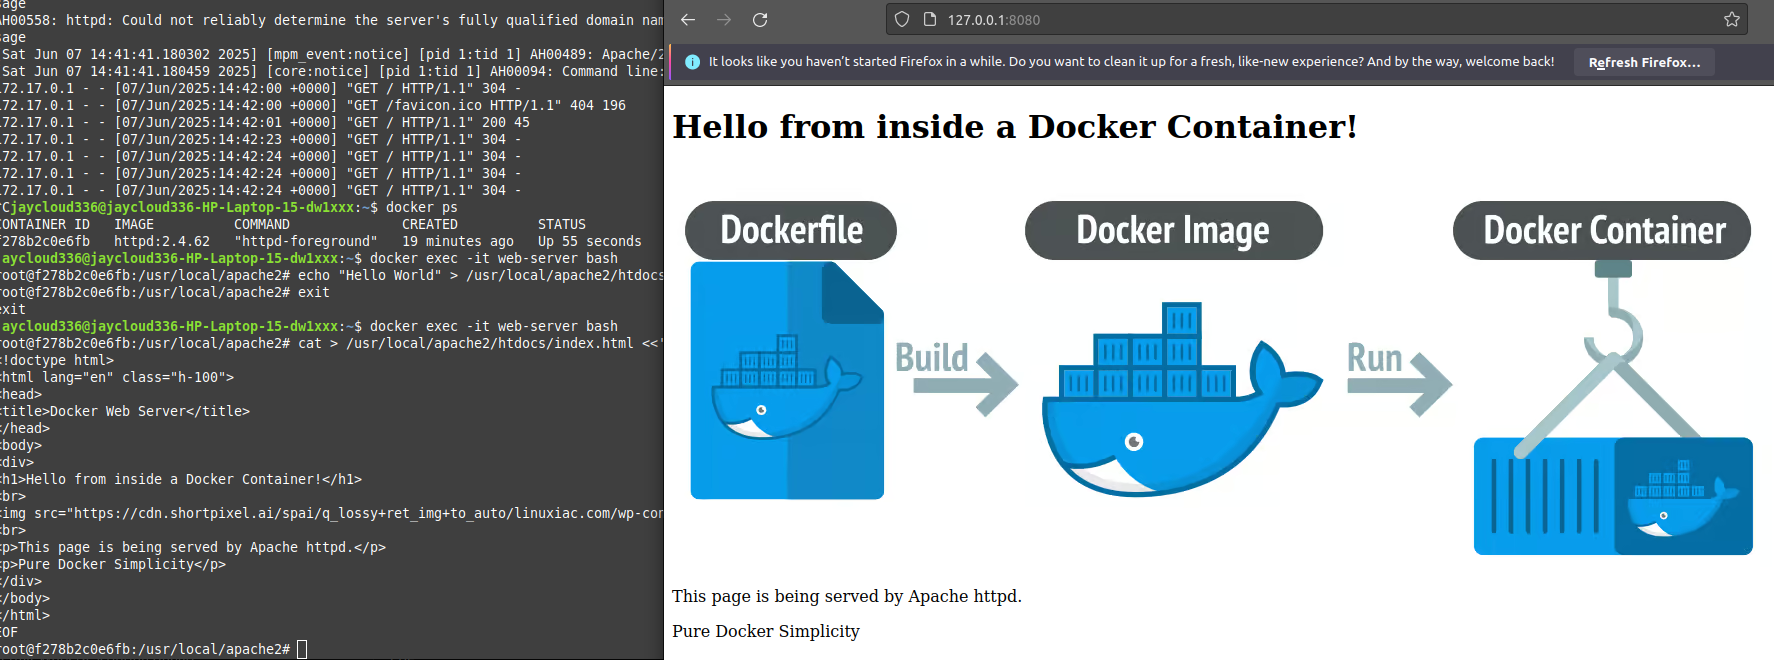 sage
AH00558: httpd: Could not reliably determine the server's fully qualified domain nam
sage
Sat Jun 07 14:41:41.180302 2025] [mpm_event:notice] [pid 1:tid 1] AH00489: Apache/2
Sat Jun 07 14:41:41.180459 2025] [core:notice] [pid 1:tid 1] AH00094: Command line:
72.17.0.1 - - [07/Jun/2025:14:42:00 +0000] "GET / HTTP/1.1" 304 -
72.17.0.1 - - [07/Jun/2025:14:42:00 +0000] "GET /favicon.ico HTTP/1.1" 404 196
72.17.0.1 - - [07/Jun/2025:14:42:01 +0000] "GET / HTTP/1.1" 200 45
72.17.0.1 - - [07/Jun/2025:14:42:23 +0000] "GET / HTTP/1.1" 304 -
72.17.0.1 - - [07/Jun/2025:14:42:24 +0000] "GET / HTTP/1.1" 304 -
72.17.0.1 - - [07/Jun/2025:14:42:24 +0000] "GET / HTTP/1.1" 304 -
72.17.0.1 - - [07/Jun/2025:14:42:24 +0000] "GET / HTTP/1.1" 304 -
^Cjaycloud336@jaycloud336-HP-Laptop-15-dw1xxx:~$ docker ps
CONTAINER ID   IMAGE          COMMAND              CREATED          STATUS
f278b2c0e6fb   httpd:2.4.62   "httpd-foreground"   19 minutes ago   Up 55 seconds
jaycloud336@jaycloud336-HP-Laptop-15-dw1xxx:~$ docker exec -it web-server bash
root@f278b2c0e6fb:/usr/local/apache2# echo "Hello World" > /usr/local/apache2/htdocs
root@f278b2c0e6fb:/usr/local/apache2# exit
exit
jaycloud336@jaycloud336-HP-Laptop-15-dw1xxx:~$ docker exec -it web-server bash
root@f278b2c0e6fb:/usr/local/apache2# cat > /usr/local/apache2/htdocs/index.html <<'
<!doctype html>
<html lang="en" class="h-100">
<head>
<title>Docker Web Server</title>
</head>
<body>
<div>
<h1>Hello from inside a Docker Container!</h1>
<br>
<img src="https://cdn.shortpixel.ai/spai/q_lossy+ret_img+to_auto/linuxiac.com/wp-con
<br>
<p>This page is being served by Apache httpd.</p>
<p>Pure Docker Simplicity</p>
</div>
</body>
</html>
EOF
root@f278b2c0e6fb:/usr/local/apache2#
127.0.0.1:8080
It looks like you haven't started Firefox in a while. Do you want to clean it up for a fresh, like-new experience? And by the way, welcome back!
Refresh Firefox...
Hello from inside a Docker Container!
Dockerfile
Docker Image
Docker Container
Build
Run
This page is being served by Apache httpd.
Pure Docker Simplicity